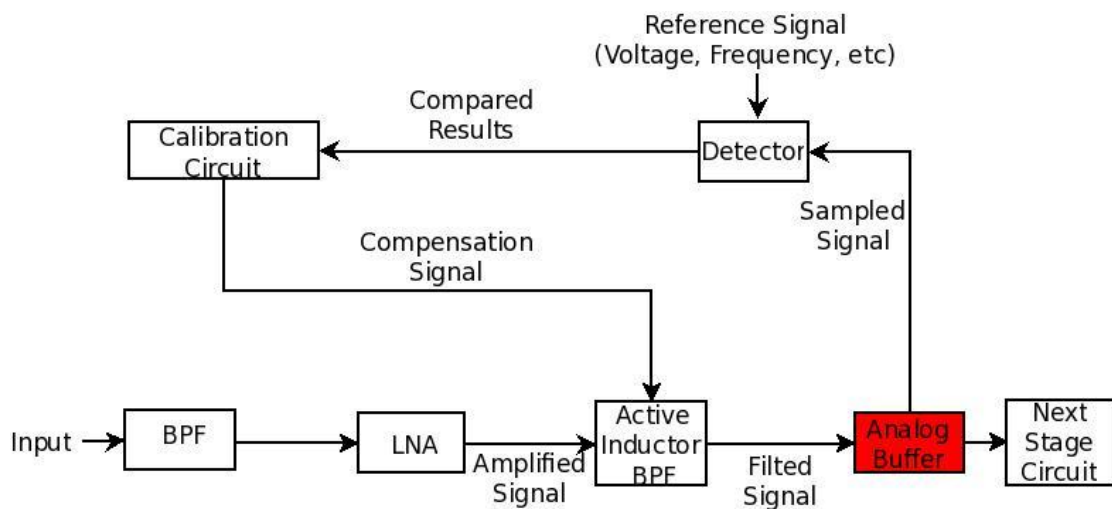 Reference Signal
(Voltage, Frequency, etc)
Compared
Results
Calibration
Circuit
Detector
Sampled
Signal
Compensation
Signal
Input
BPF
LNA
Amplified
Signal
Active
Inductor
BPF
Filted
Signal
Analog
Buffer
Next
Stage
Circuit